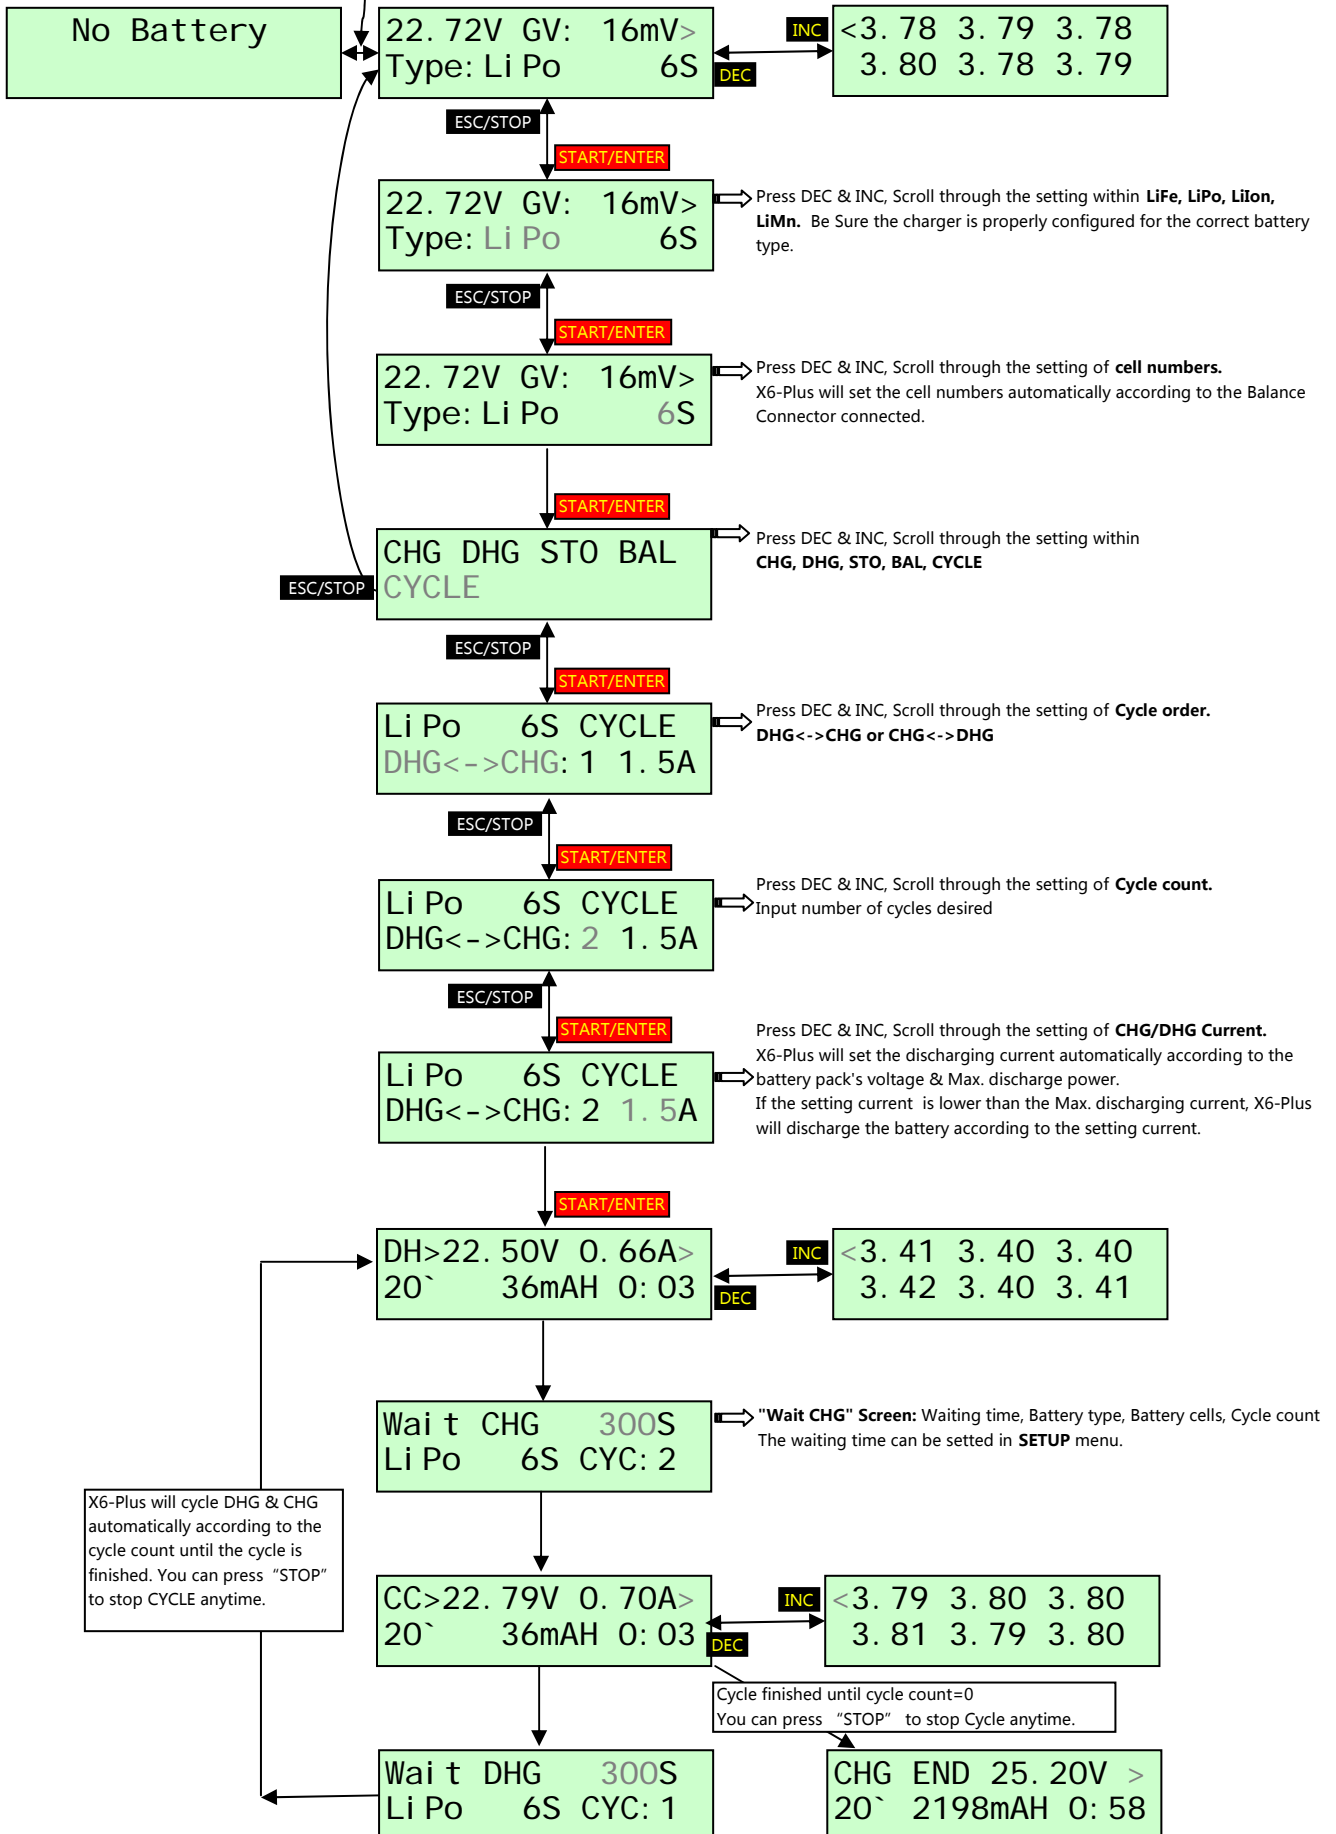 No Battery
22.72V GV: 16mV>
Type:LiPo 6S
INC
DEC
<3.78 3.79 3.78
3.80 3.78 3.79
ESC/STOP
START/ENTER
22.72V GV: 16mV>
Type:LiPo 6S
Press DEC & INC, Scroll through the setting within LiFe, LiPo, LiIon,
LiMn. Be Sure the charger is properly configured for the correct battery
type.
ESC/STOP
START/ENTER
22.72V GV: 16mV>
Type:LiPo 6S
Press DEC & INC, Scroll through the setting of cell numbers.
X6-Plus will set the cell numbers automatically according to the Balance
Connector connected.
START/ENTER
CHG DHG STO BAL
CYCLE
ESC/STOP
Press DEC & INC, Scroll through the setting within
CHG, DHG, STO, BAL, CYCLE
ESC/STOP
START/ENTER
LiPo 6S CYCLE
DHG<->CHG:1 1.5A
Press DEC & INC, Scroll through the setting of Cycle order.
DHG<->CHG or CHG<->DHG
ESC/STOP
START/ENTER
LiPo 6S CYCLE
DHG<->CHG:2 1.5A
Press DEC & INC, Scroll through the setting of Cycle count.
Input number of cycles desired
ESC/STOP
START/ENTER
LiPo 6S CYCLE
DHG<->CHG:2 1.5A
Press DEC & INC, Scroll through the setting of CHG/DHG Current.
X6-Plus will set the discharging current automatically according to the
battery pack's voltage & Max. discharge power.
If the setting current is lower than the Max. discharging current, X6-Plus
will discharge the battery according to the setting current.
START/ENTER
DH>22.50V 0.66A>
20` 36mAH 0:03
INC
DEC
<3.41 3.40 3.40
3.42 3.40 3.41
Wait CHG 300S
LiPo 6S CYC:2
"Wait CHG" Screen: Waiting time, Battery type, Battery cells, Cycle count
The waiting time can be setted in SETUP menu.
X6-Plus will cycle DHG & CHG
automatically according to the
cycle count until the cycle is
finished. You can press “STOP”
to stop CYCLE anytime.
CC>22.79V 0.70A>
20` 36mAH 0:03
INC
DEC
<3.79 3.80 3.80
3.81 3.79 3.80
Cycle finished until cycle count=0
You can press “STOP” to stop Cycle anytime.
Wait DHG 300S
LiPo 6S CYC:1
CHG END 25.20V >
20` 2198mAH 0:58